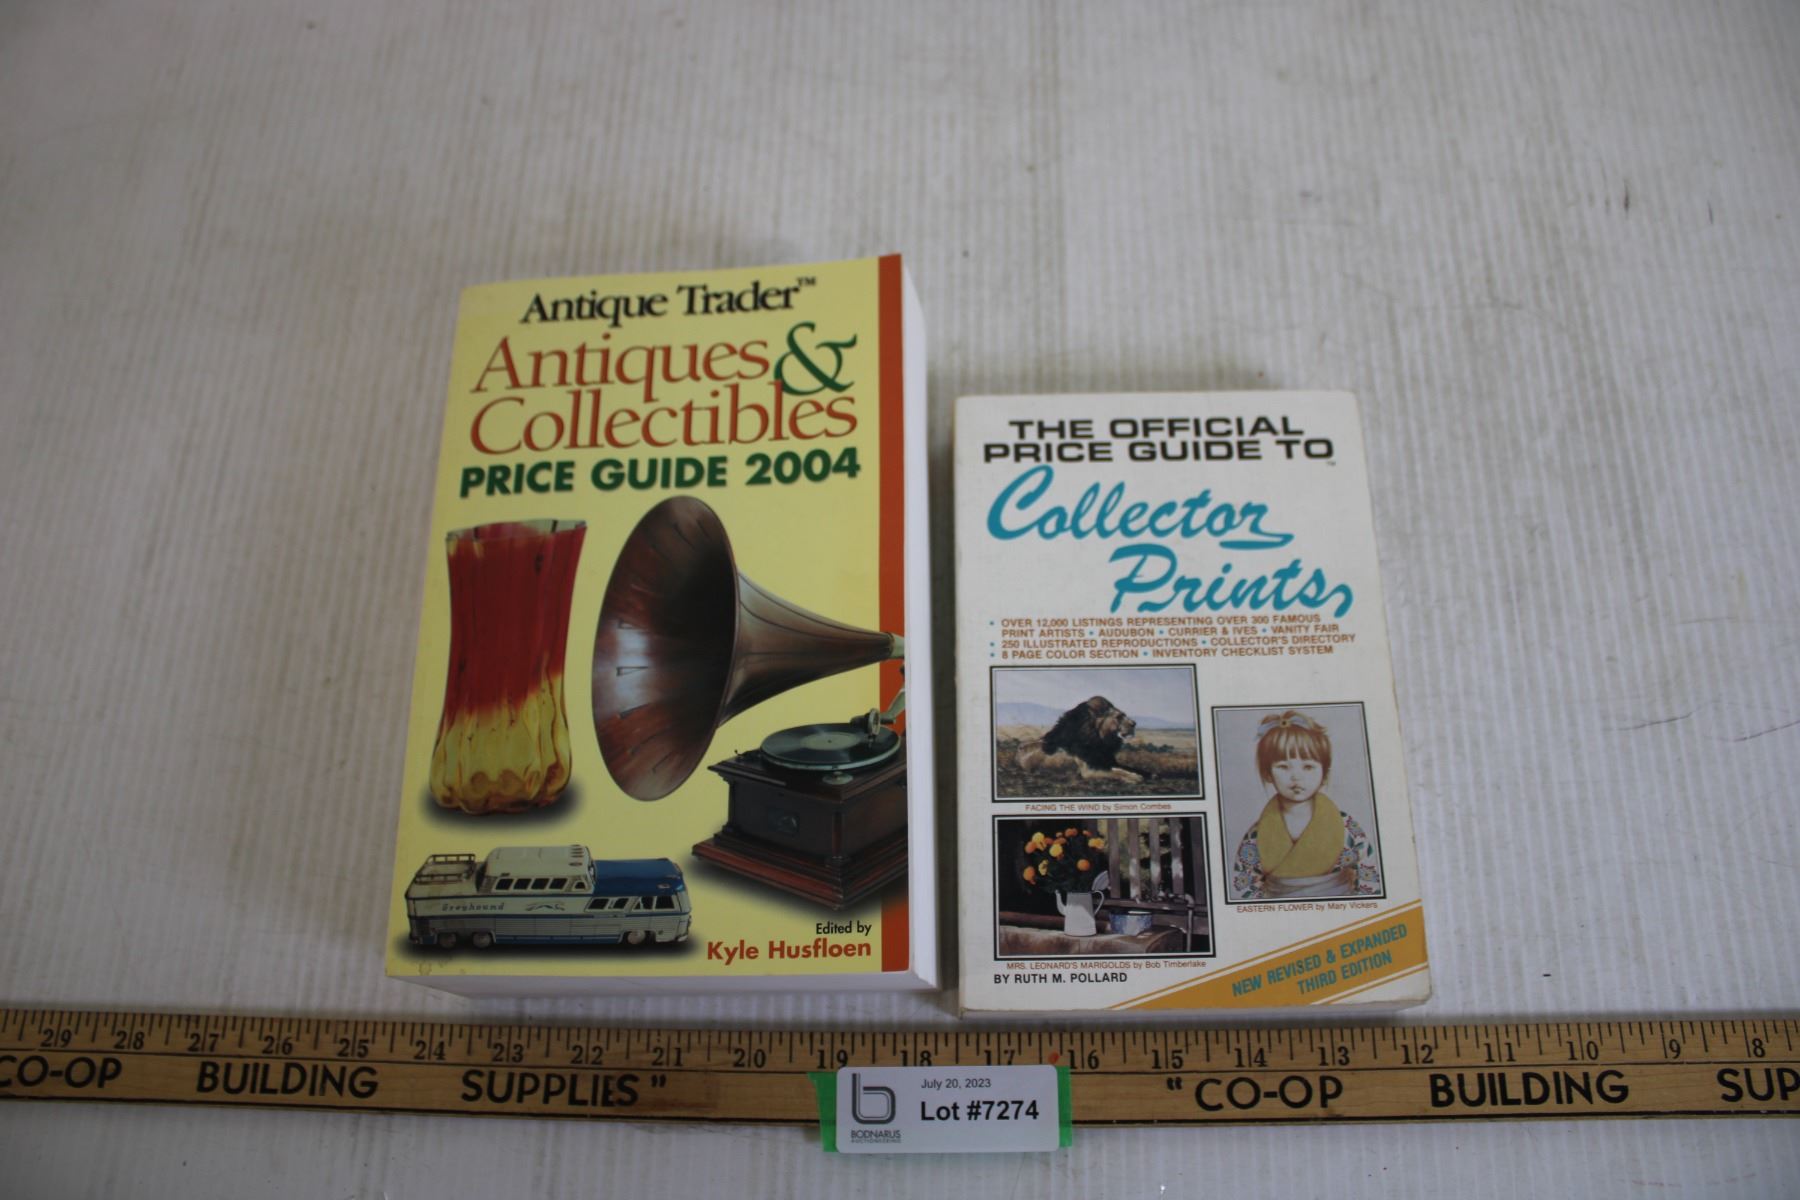 Antique Trader™
Antiques &
Collectibles
PRICE GUIDE 2004
Greyhound
Edited by
Kyle Husfloen
THE OFFICIAL
PRICE GUIDE TO
™
Collector
Prints
• OVER 12,000 LISTINGS REPRESENTING OVER 300 FAMOUS
PRINT ARTISTS • AUDUBON • CURRIER & IVES • VANITY FAIR
• 250 ILLUSTRATED REPRODUCTIONS • COLLECTOR'S DIRECTORY
• 8 PAGE COLOR SECTION • INVENTORY CHECKLIST SYSTEM
FACING THE WIND by Simon Combes
EASTERN FLOWER by Mary Vickers
MRS. LEONARD'S MARIGOLDS by Bob Timberlake
BY RUTH M. POLLARD
NEW REVISED & EXPANDED
THIRD EDITION
29 28 27 26 25 24 23 22 21 20 19 18 17 16 15 14 13 12 11 10 9 8
CO-OP BUILDING SUPPLIES" "CO-OP BUILDING SUP
July 20, 2023
Lot #7274
BODNARUS
AUCTIONEERING